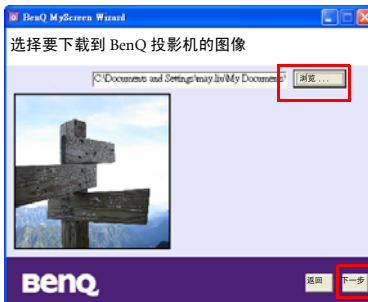 BenQ MyScreen Wizard
选择要下载到 BenQ 投影机的图像
C:\Documents and Settings\may.liu\My Documents\
浏览 ...
BenQ
返回
下一步